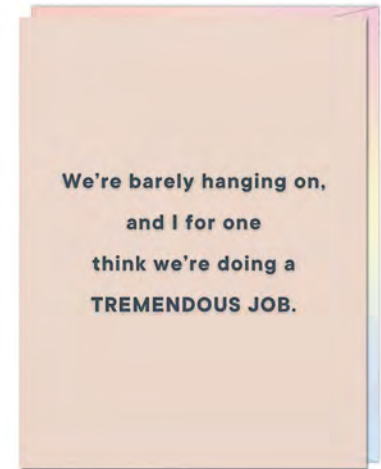 We're barely hanging on,
and I for one
think we're doing a
TREMENDOUS JOB.